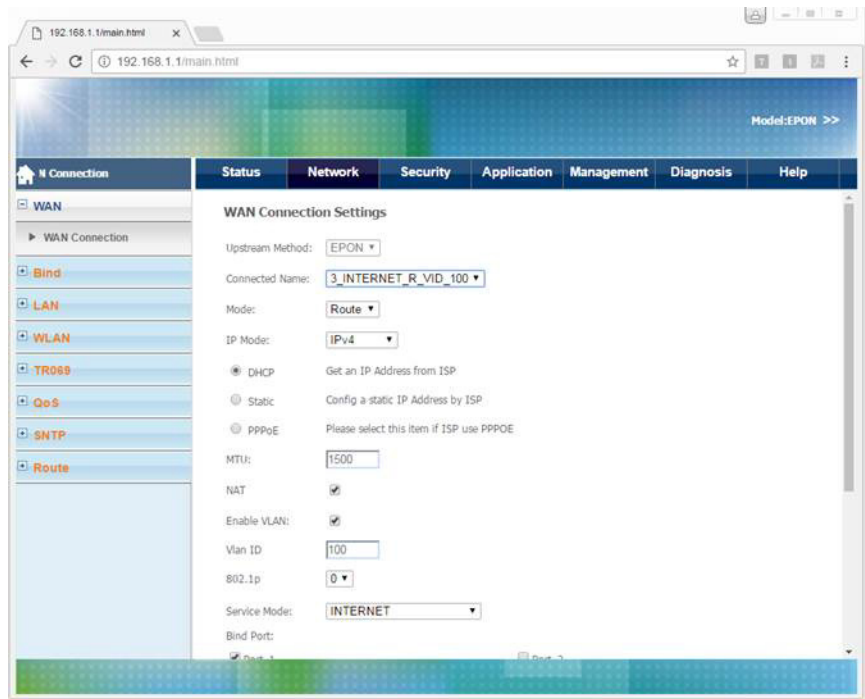 192.168.1.1/main.html
192.168.1.1/main.html
Model:EPON >>
N Connection
Status Network Security Application Management Diagnosis Help
WAN
WAN Connection
Bind
LAN
WLAN
TR069
QoS
SNTP
Route
WAN Connection Settings
Upstream Method: EPON
Connected Name: 3_INTERNET_R_VID_100
Mode: Route
IP Mode: IPv4
DHCP Get an IP Address from ISP
Static Config a static IP Address by ISP
PPPoE Please select this item if ISP use PPPOE
MTU: 1500
NAT
Enable VLAN:
Vlan ID 100
802.1p 0
Service Mode: INTERNET
Bind Port:
Port_1 Port_2